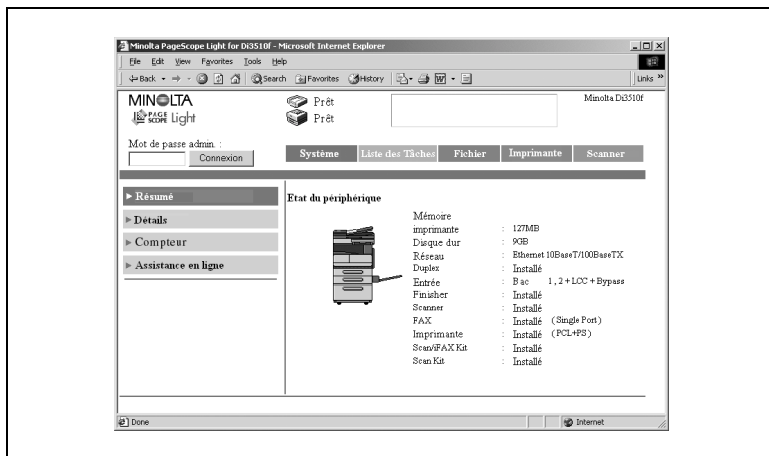 Minolta PageScope Light for Di3510f - Microsoft Internet Explorer
File Edit View Favorites Tools Help
Back Search Favorites History Links »
MINOLTA
PAGE SCOPE Light
Prêt
Prêt
Minolta Di3510f
Mot de passe admin. :
Connexion
Système Liste des Tâches Fichier Imprimante Scanner
Résumé
Détails
Compteur
Assistance en ligne
Etat du périphérique
Mémoire
imprimante : 127MB
Disque dur : 9GB
Réseau : Ethernet 10BaseT/100BaseTX
Duplex : Installé
Entrée : Bac 1, 2 + LCC + Bypass
Finisher : Installé
Scanner : Installé
FAX : Installé (Single Port)
Imprimante : Installé (PCL+PS)
Scan/iFAX Kit : Installé
Scan Kit : Installé
Done Internet